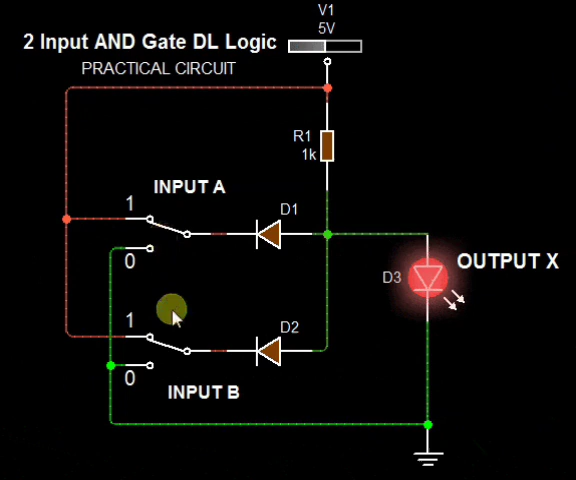 V1
5V
2 Input AND Gate DL Logic
PRACTICAL CIRCUIT
R1
1k
INPUT A
1
D1
0
OUTPUT X
D3
1
D2
0
INPUT B